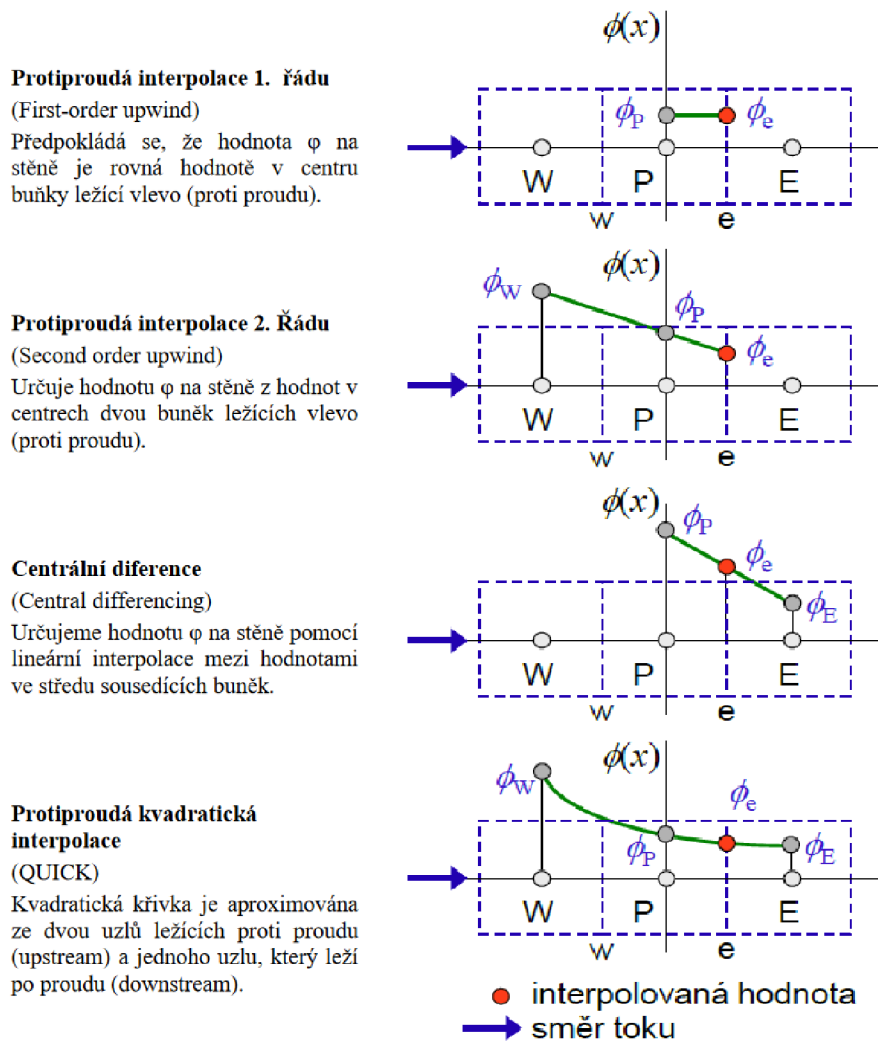 ϕ(x)
Protiproudá interpolace 1.  řádu
(First-order upwind)
Předpokládá se, že hodnota φ na
stěně je rovná hodnotě v centru
buňky ležící vlevo (proti proudu).
ϕP ϕe
W P E
w e
ϕ(x)
ϕW ϕP
Protiproudá interpolace 2. Řádu
(Second order upwind)
Určuje hodnotu φ na stěně z hodnot v
centrech dvou buněk ležících vlevo
(proti proudu).
ϕe
W P E
w e
ϕ(x)
ϕP
ϕe
Centrální diference
(Central differencing)
Určujeme hodnotu φ na stěně pomocí
lineární interpolace mezi hodnotami
ve středu sousedících buněk.
ϕE
W P E
w e
ϕ(x)
ϕW ϕe
Protiproudá kvadratická
interpolace
(QUICK)
Kvadratická křivka je aproximována
ze dvou uzlů ležících proti proudu
(upstream) a jednoho uzlu, který leží
po proudu (downstream).
ϕP ϕE
W P E
w e
interpolovaná hodnota
směr toku